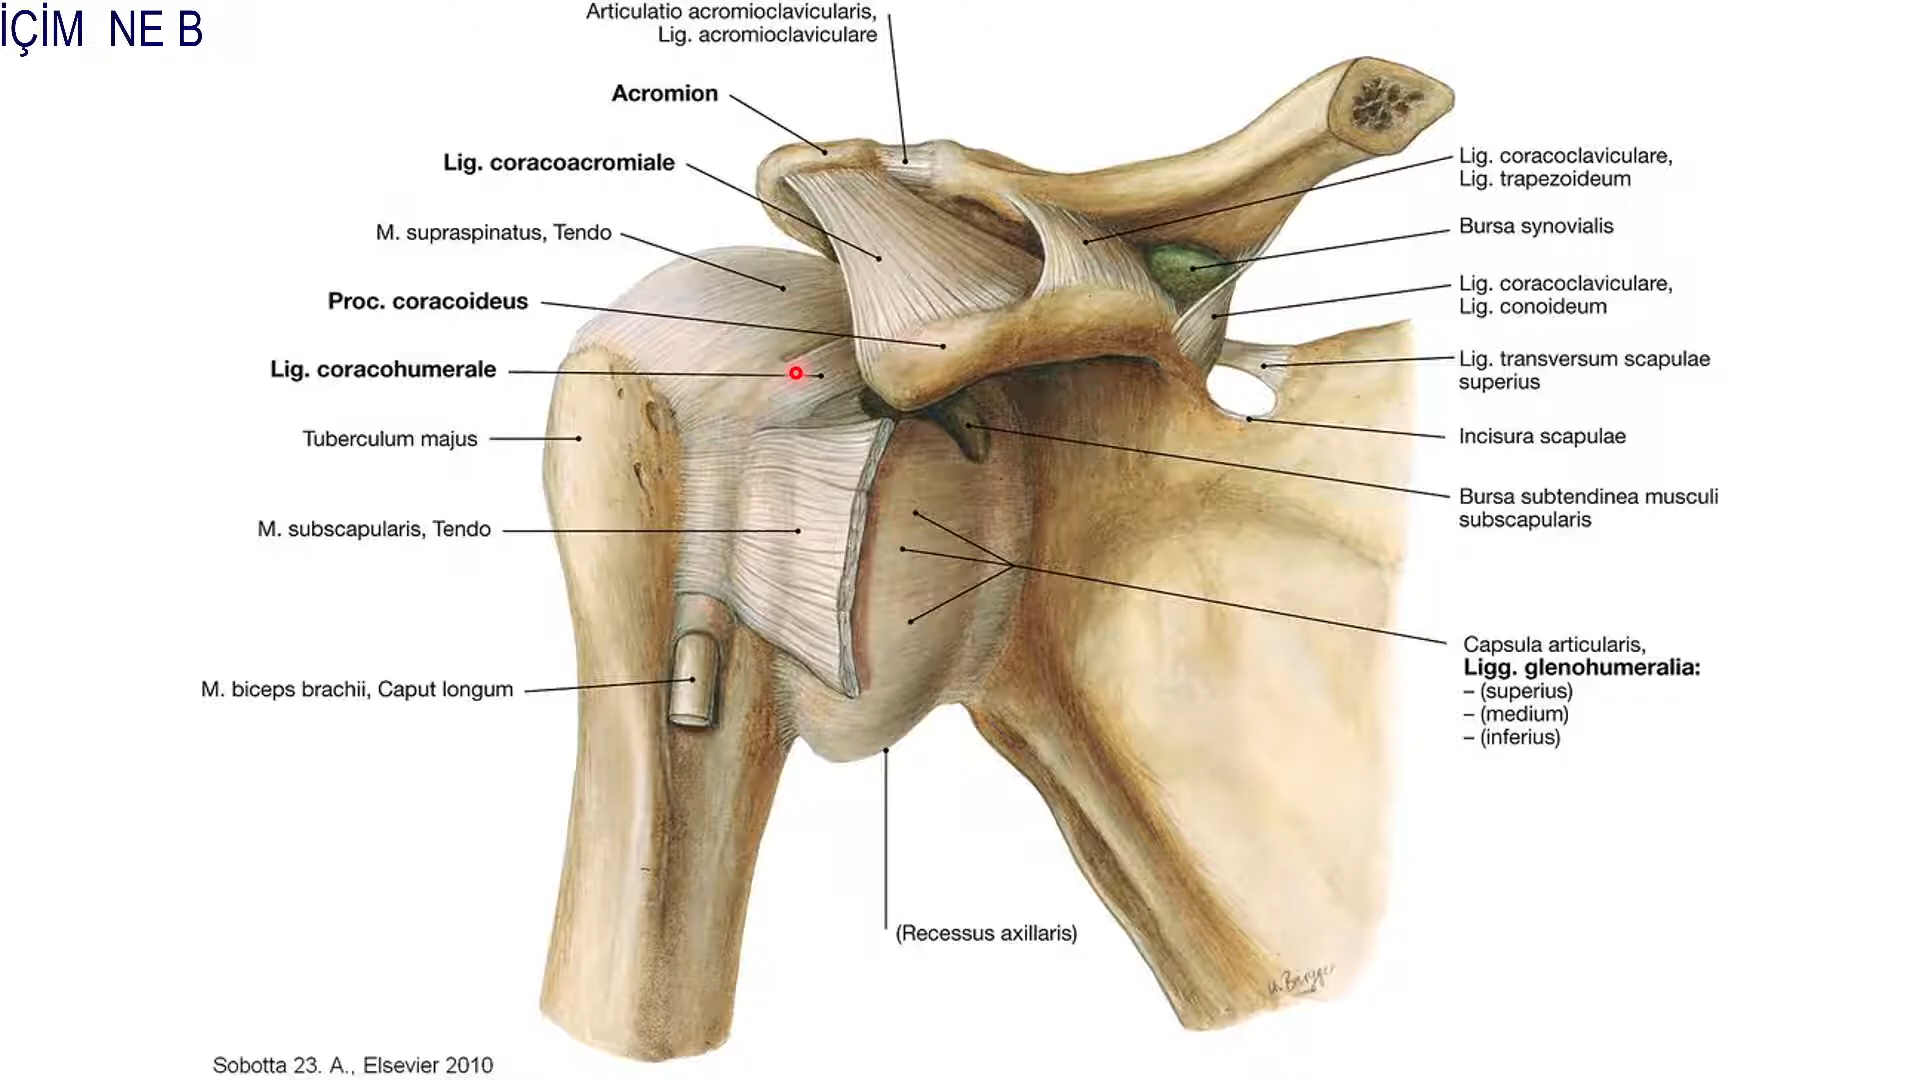 İÇİM NE B
Articulatio acromioclavicularis,
Lig. acromioclaviculare
Acromion
Lig. coracoacromiale
M. supraspinatus, Tendo
Proc. coracoideus
Lig. coracohumerale
Tuberculum majus
M. subscapularis, Tendo
M. biceps brachii, Caput longum
Lig. coracoclaviculare,
Lig. trapezoideum
Bursa synovialis
Lig. coracoclaviculare,
Lig. conoideum
Lig. transversum scapulae
superius
Incisura scapulae
Bursa subtendinea musculi
subscapularis
Capsula articularis,
Ligg. glenohumeralia:
– (superius)
– (medium)
– (inferius)
(Recessus axillaris)
Sobotta 23. A., Elsevier 2010